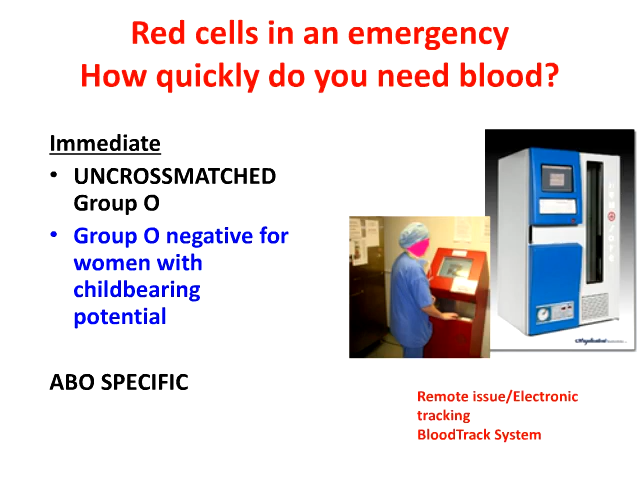 Red cells in an emergency
How quickly do you need blood?
Immediate
• UNCROSSMATCHED
Group O
• Group O negative for
women with
childbearing
potential
ABO SPECIFIC
Remote issue/Electronic
tracking
BloodTrack System